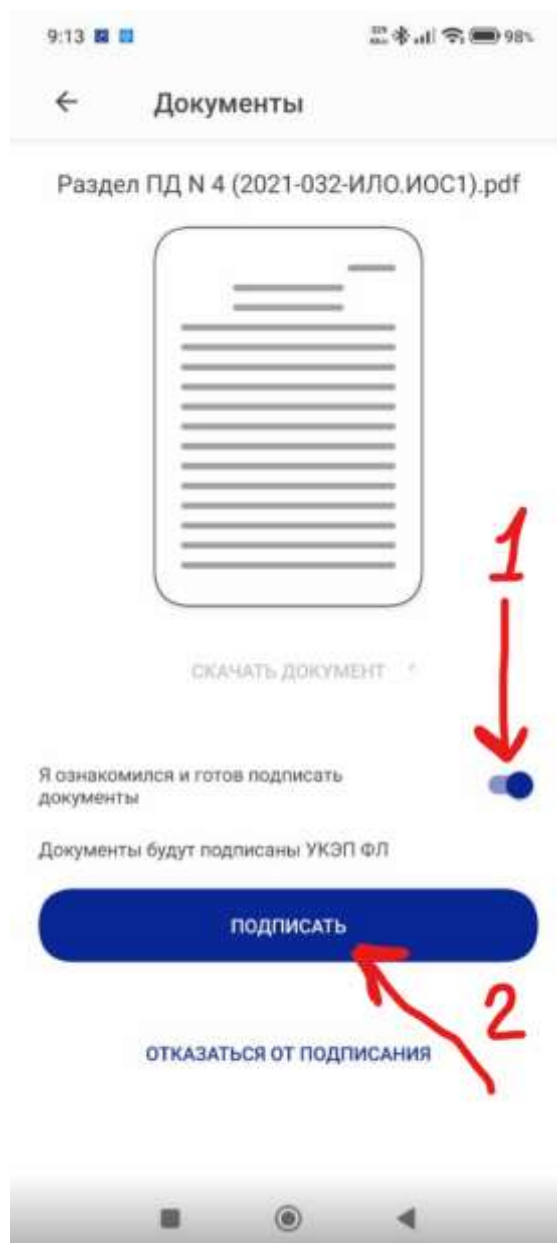 9:13
98%
Документы
Раздел ПД N 4 (2021-032-ИЛО.ИОС1).pdf
1
СКАЧАТЬ ДОКУМЕНТ
Я ознакомился и готов подписать
документы
Документы будут подписаны УКЭП ФЛ
ПОДПИСАТЬ
2
ОТКАЗАТЬСЯ ОТ ПОДПИСАНИЯ